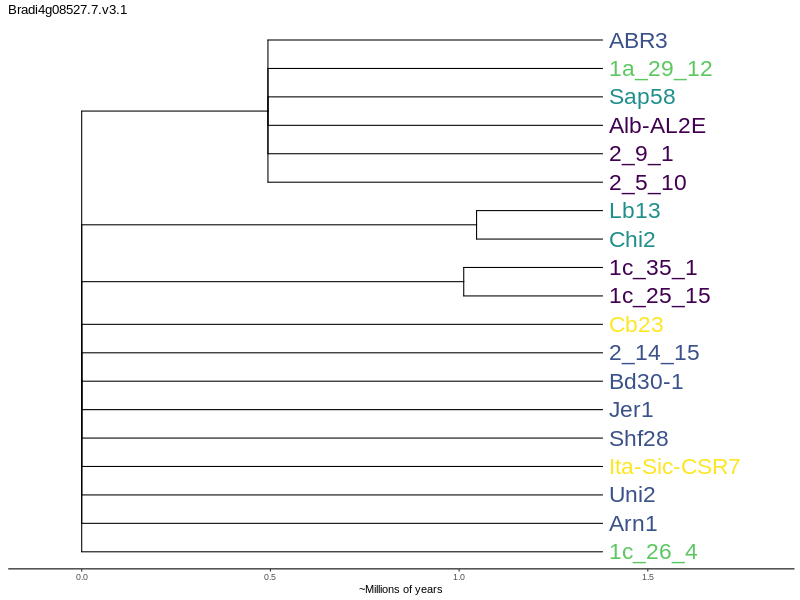 Bradi4g08527.7.v3.1
ABR3
1a_29_12
Sap58
Alb-AL2E
2_9_1
2_5_10
Lb13
Chi2
1c_35_1
1c_25_15
Cb23
2_14_15
Bd30-1
Jer1
Shf28
Ita-Sic-CSR7
Uni2
Arn1
1c_26_4
0.0 0.5 1.0 1.5
~Millions of years